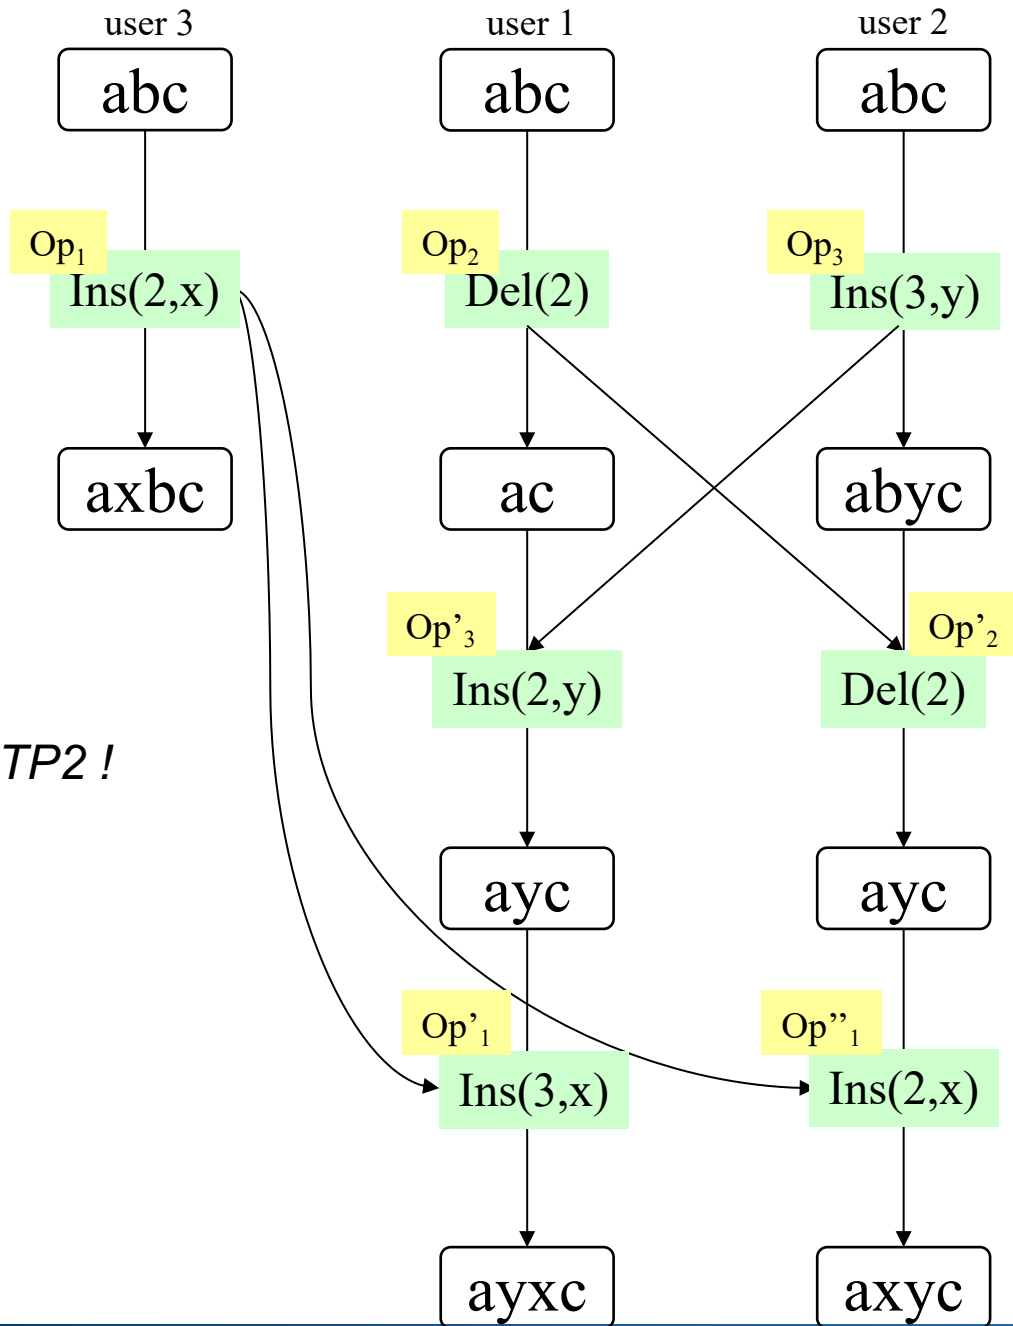 user 3 user 1 user 2
abc abc abc
Op₁ Op₂ Op₃
Ins(2,x) Del(2) Ins(3,y)
axbc ac abyc
Op’₃ Op’₂
Ins(2,y) Del(2)
TP2 !
ayc ayc
Op’₁ Op’’₁
Ins(3,x) Ins(2,x)
ayxc axyc